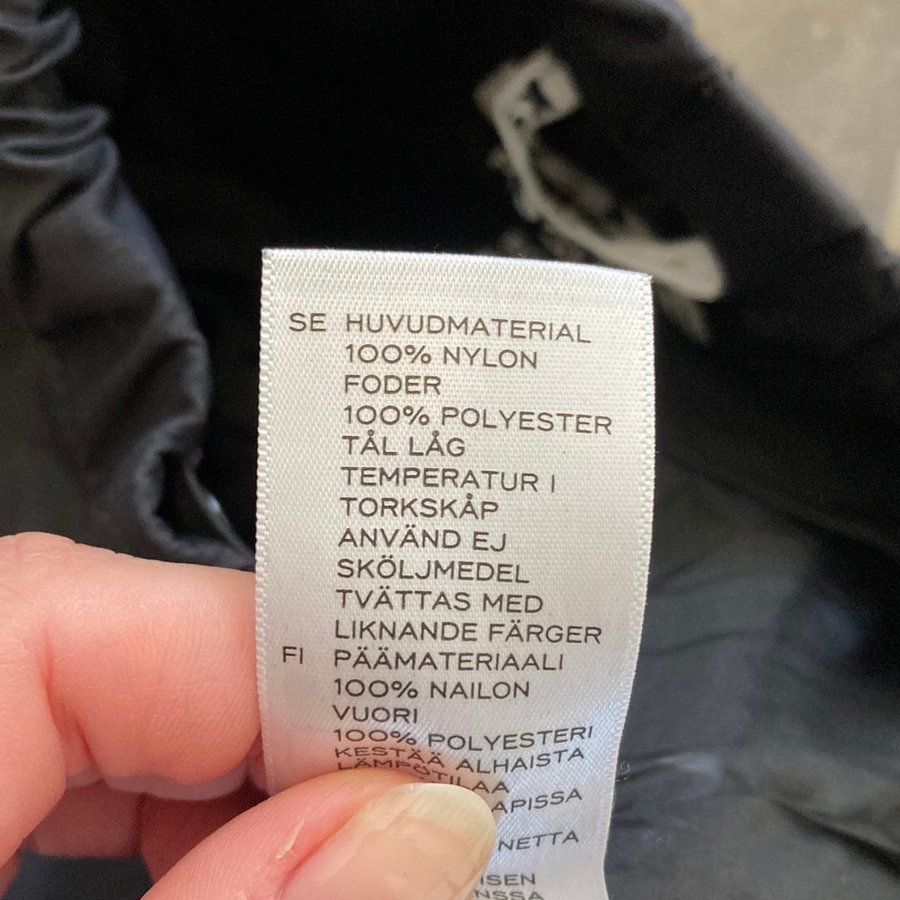 SE HUVUDMATERIAL
100% NYLON
FODER
100% POLYESTER
TÅL LÅG
TEMPERATUR I
TORKSKÅP
ANVÄND EJ
SKÖLJMEDEL
TVÄTTAS MED
LIKNANDE FÄRGER
FI PÄÄMATERIAALI
100% NAILON
VUORI
100% POLYESTERI
KESTÄÄ ALHAISTA